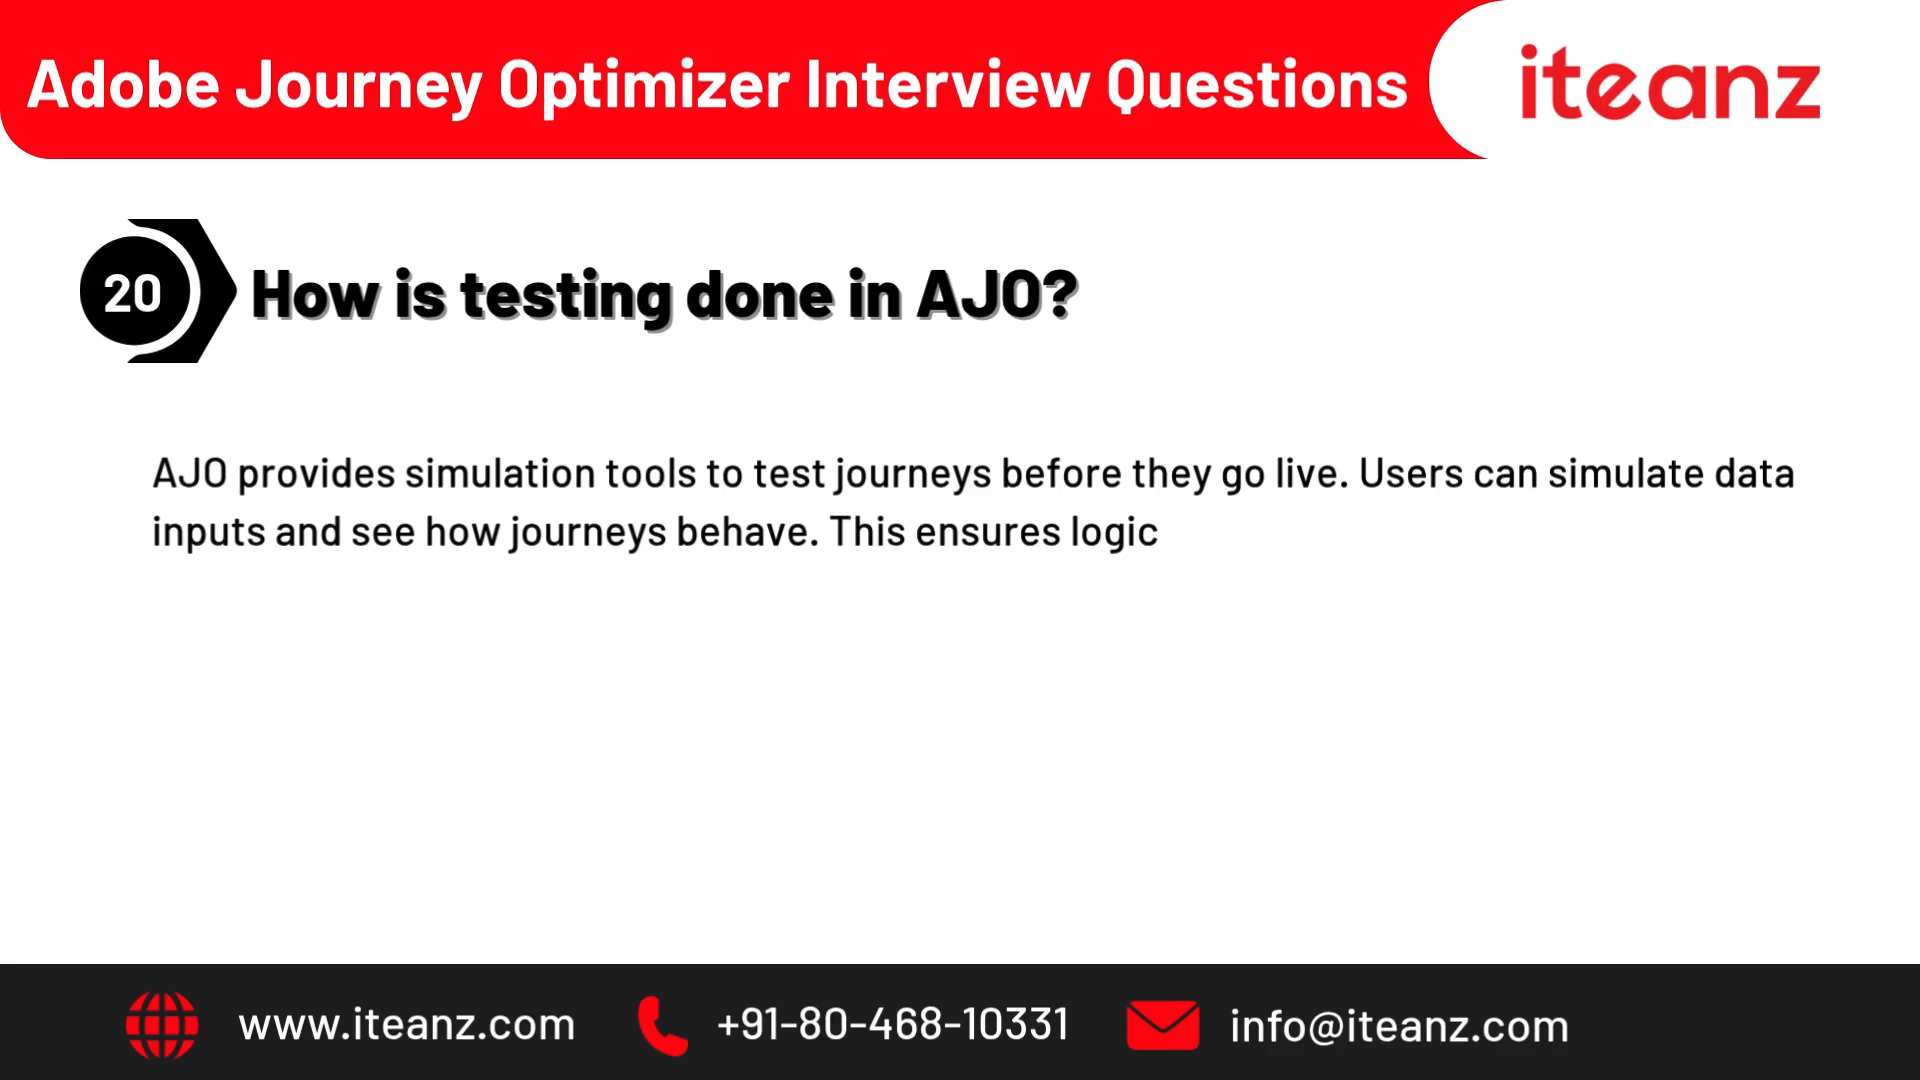 Adobe Journey Optimizer Interview Questions
iteanz
20
How is testing done in AJO?
AJO provides simulation tools to test journeys before they go live. Users can simulate data
inputs and see how journeys behave. This ensures logic
www.iteanz.com
+91-80-468-10331
info@iteanz.com